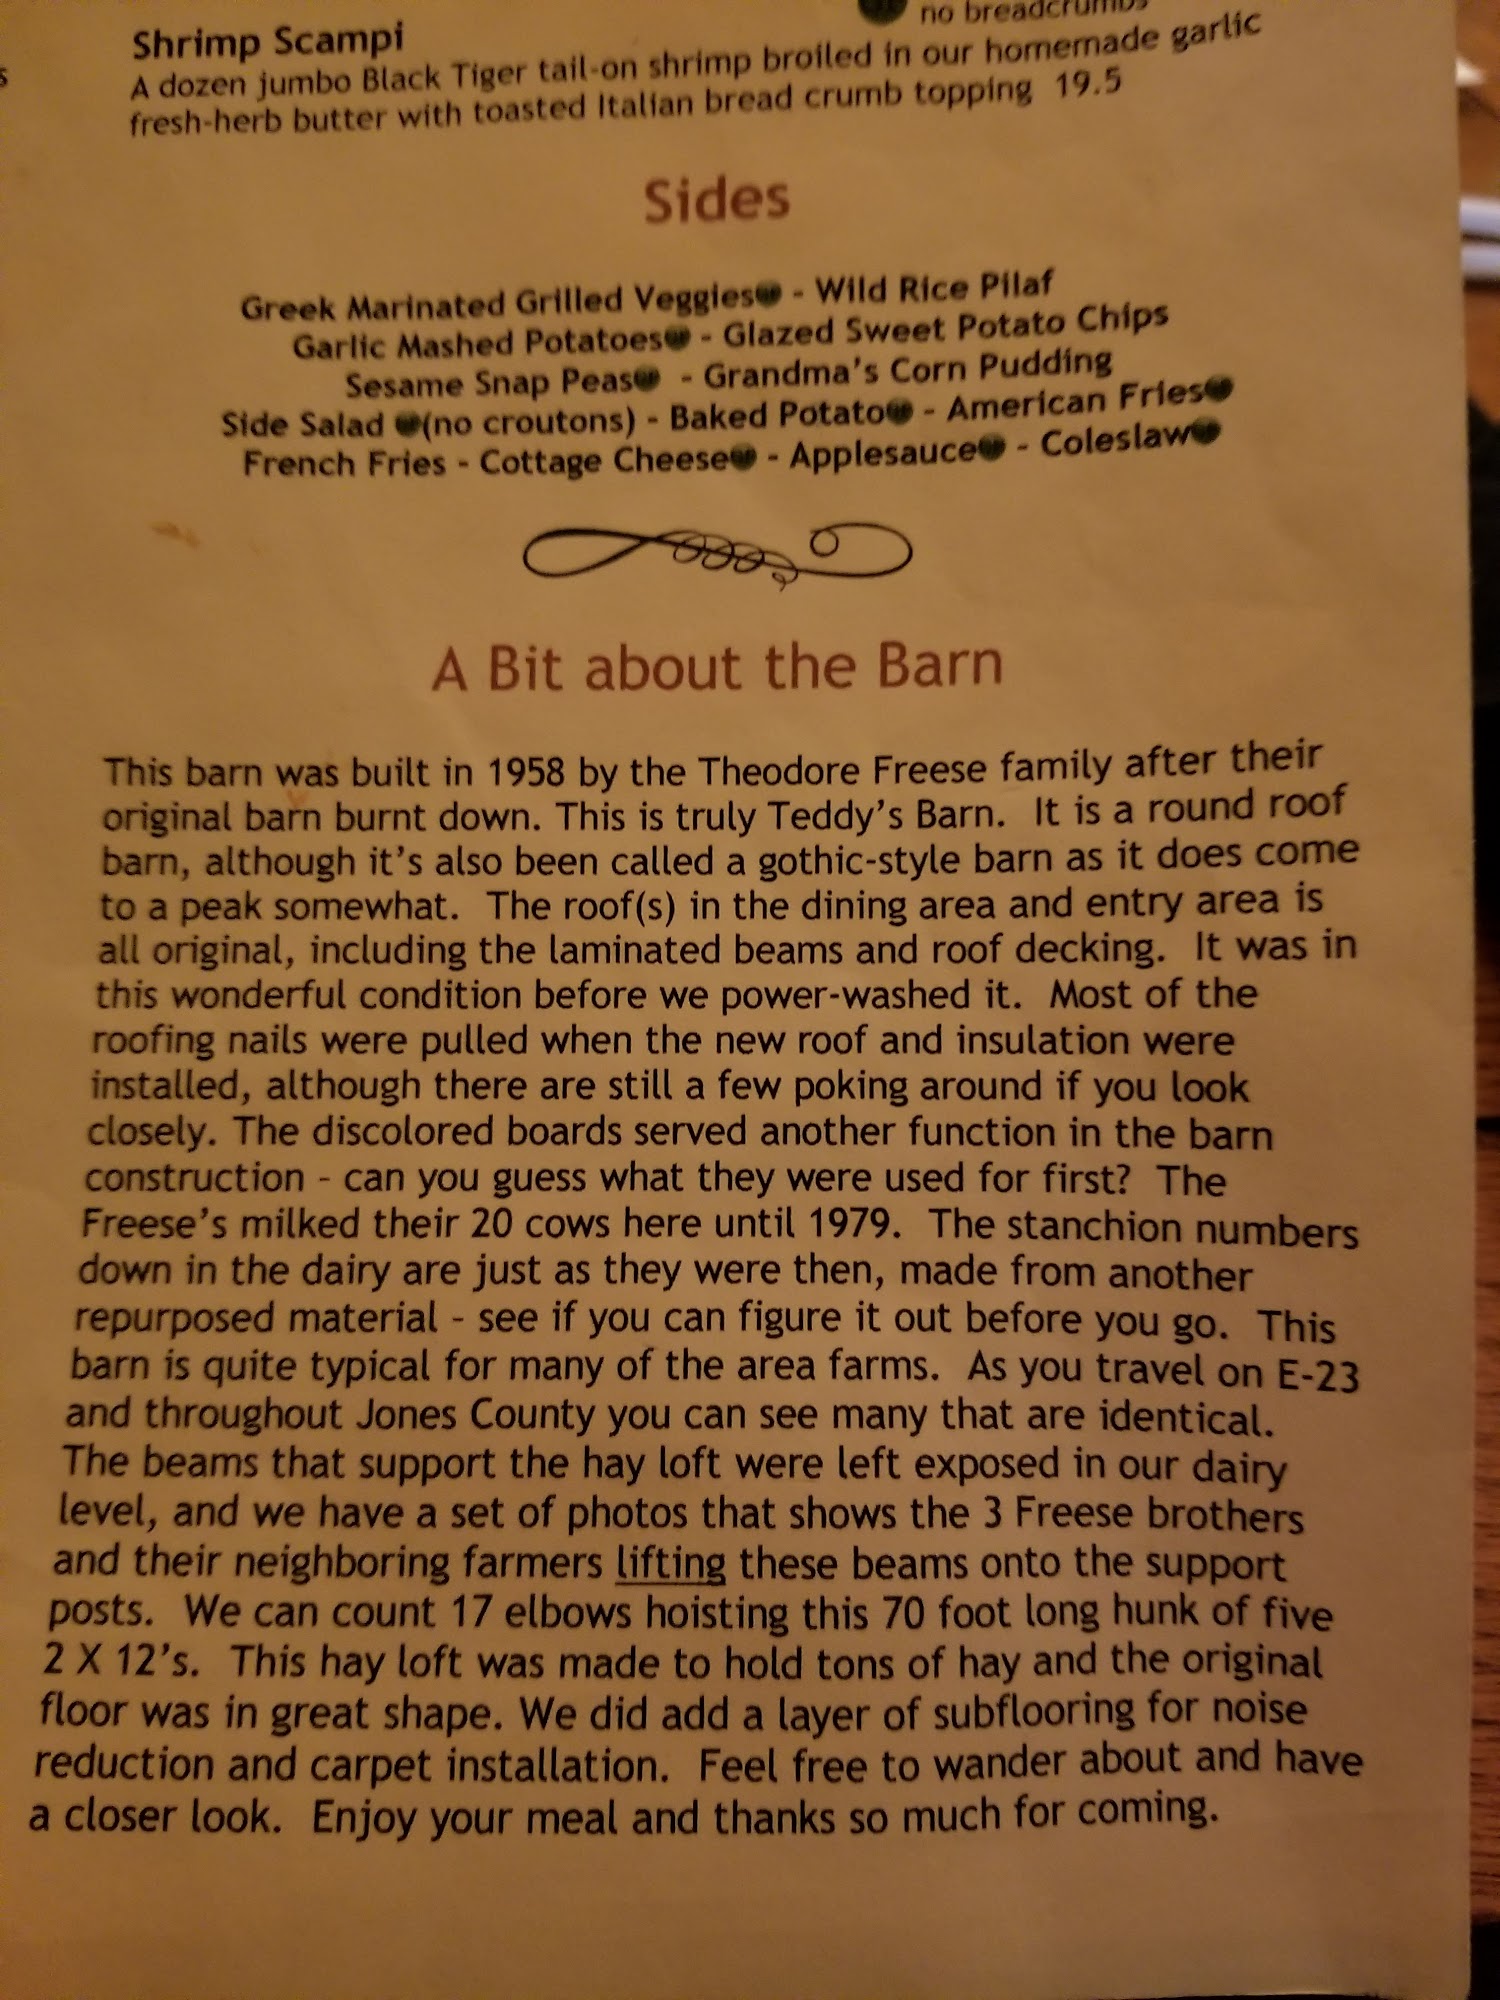 no breadcrumbs
Shrimp Scampi
A dozen jumbo Black Tiger tail-on shrimp broiled in our homemade garlic
fresh-herb butter with toasted Italian bread crumb topping 19.5
Sides
Greek Marinated Grilled Veggies - Wild Rice Pilaf
Garlic Mashed Potatoes - Glazed Sweet Potato Chips
Sesame Snap Peas - Grandma's Corn Pudding
Side Salad (no croutons) - Baked Potato - American Fries
French Fries - Cottage Cheese - Applesauce - Coleslaw
A Bit about the Barn
This barn was built in 1958 by the Theodore Freese family after their
original barn burnt down. This is truly Teddy's Barn. It is a round roof
barn, although it's also been called a gothic-style barn as it does come
to a peak somewhat. The roof(s) in the dining area and entry area is
all original, including the laminated beams and roof decking. It was in
this wonderful condition before we power-washed it. Most of the
roofing nails were pulled when the new roof and insulation were
installed, although there are still a few poking around if you look
closely. The discolored boards served another function in the barn
construction - can you guess what they were used for first? The
Freese's milked their 20 cows here until 1979. The stanchion numbers
down in the dairy are just as they were then, made from another
repurposed material - see if you can figure it out before you go. This
barn is quite typical for many of the area farms. As you travel on E-23
and throughout Jones County you can see many that are identical.
The beams that support the hay loft were left exposed in our dairy
level, and we have a set of photos that shows the 3 Freese brothers
and their neighboring farmers lifting these beams onto the support
posts. We can count 17 elbows hoisting this 70 foot long hunk of five
2 X 12's. This hay loft was made to hold tons of hay and the original
floor was in great shape. We did add a layer of subflooring for noise
reduction and carpet installation. Feel free to wander about and have
a closer look. Enjoy your meal and thanks so much for coming.